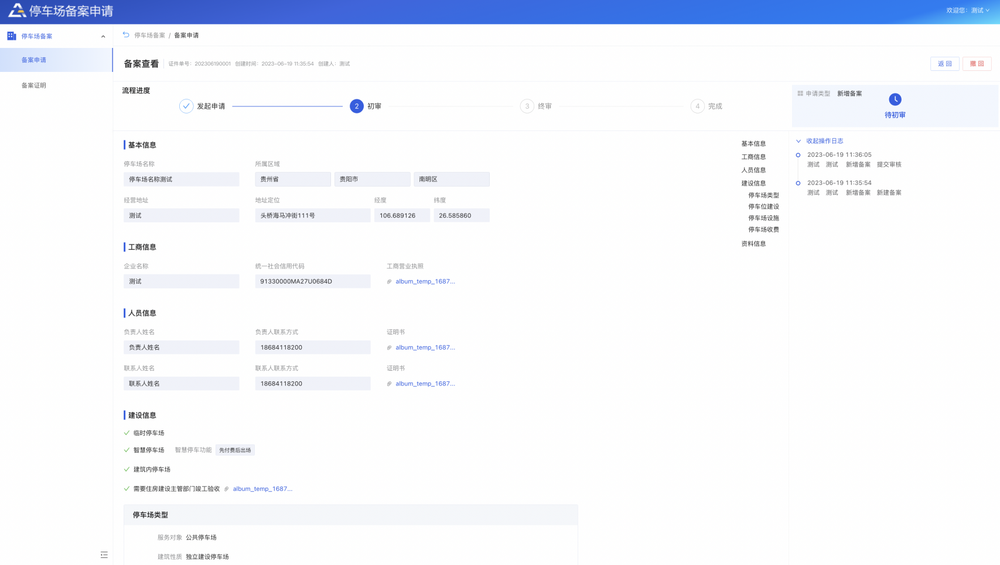 停车场备案申请
欢迎您：测试
停车场备案
备案申请
备案证明
停车场备案 / 备案申请
备案查看 证件单号：202306190001 创建时间：2023-06-19 11:35:54 创建人：测试
返 回 撤 回
流程进度
发起申请 2 初审 3 终审 4 完成
申请类型 新增备案
待初审
基本信息
停车场名称 所属区域
停车场名称测试 贵州省 贵阳市 南明区
经营地址 地址定位 经度 纬度
测试 头桥海马冲街111号 106.689126 26.585860
工商信息
企业名称 统一社会信用代码 工商营业执照
测试 91330000MA27U0684D album_temp_1687...
人员信息
负责人姓名 负责人联系方式 证明书
负责人姓名 18684118200 album_temp_1687...
联系人姓名 联系人联系方式 证明书
联系人姓名 18684118200 album_temp_1687...
建设信息
临时停车场
智慧停车场 智慧停车功能 先付费后出场
建筑内停车场
需要住房建设主管部门竣工验收 album_temp_1687...
停车场类型
服务对象 公共停车场
建筑性质 独立建设停车场
基本信息
工商信息
人员信息
建设信息
停车场类型
停车位建设
停车场设施
停车场收费
资料信息
收起操作日志
2023-06-19 11:36:05
测试 测试 新增备案 提交审核
2023-06-19 11:35:54
测试 测试 新增备案 新建备案